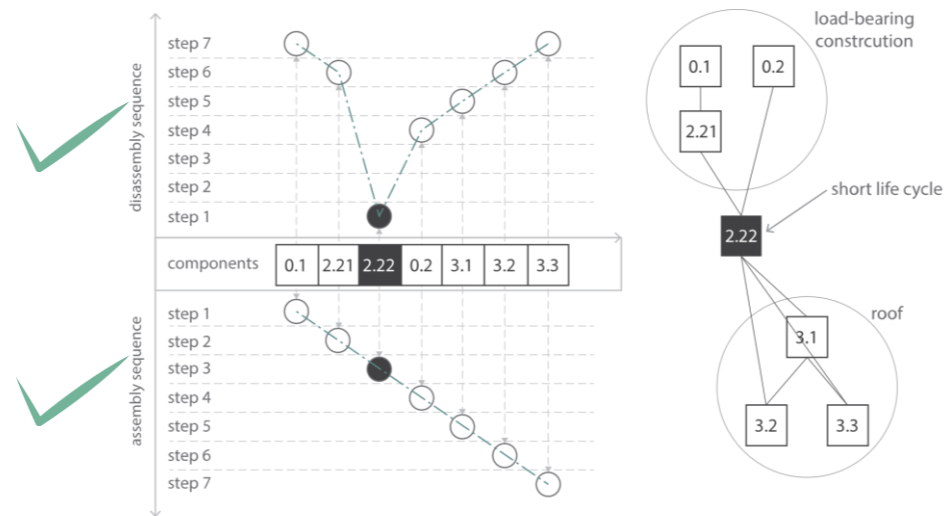 disassembly sequence
step 7
step 6
step 5
step 4
step 3
step 2
step 1
components
0.1
2.21
2.22
0.2
3.1
3.2
3.3
assembly sequence
step 1
step 2
step 3
step 4
step 5
step 6
step 7
load-bearing
constrcution
0.1
0.2
2.21
short life cycle
2.22
roof
3.1
3.2
3.3